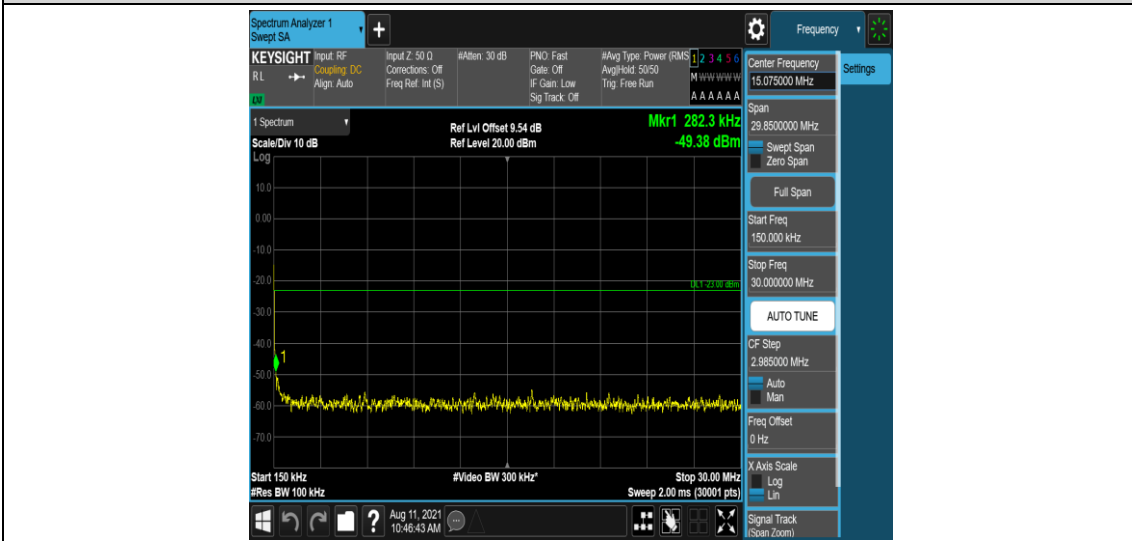 Spectrum Analyzer 1
Swept SA
+
Frequency
KEYSIGHT
RL
LNI
Input: RF
Coupling: DC
Align: Auto
Input Z: 50 Ω
Corrections: Off
Freq Ref: Int (S)
#Atten: 30 dB
PNO: Fast
Gate: Off
IF Gain: Low
Sig Track: Off
#Avg Type: Power (RMS
Avg|Hold: 50/50
Trig: Free Run
1 2 3 4 5 6
M W W W W W
A A A A A A
Center Frequency
15.075000 MHz
Settings
Span
29.8500000 MHz
Swept Span
Zero Span
Full Span
Start Freq
150.000 kHz
Stop Freq
30.000000 MHz
AUTO TUNE
CF Step
2.985000 MHz
Auto
Man
Freq Offset
0 Hz
X Axis Scale
Log
Lin
Signal Track
(Span Zoom)
1 Spectrum
Scale/Div 10 dB
Log
Ref Lvl Offset 9.54 dB
Ref Level 20.00 dBm
Mkr1 282.3 kHz
-49.38 dBm
10.0
0.00
-10.0
-20.0
DL1 -23.00 dBm
-30.0
-40.0
1
-50.0
-60.0
-70.0
Start 150 kHz
#Video BW 300 kHz*
Stop 30.00 MHz
#Res BW 100 kHz
Sweep 2.00 ms (30001 pts)
?
Aug 11, 2021
10:46:43 AM